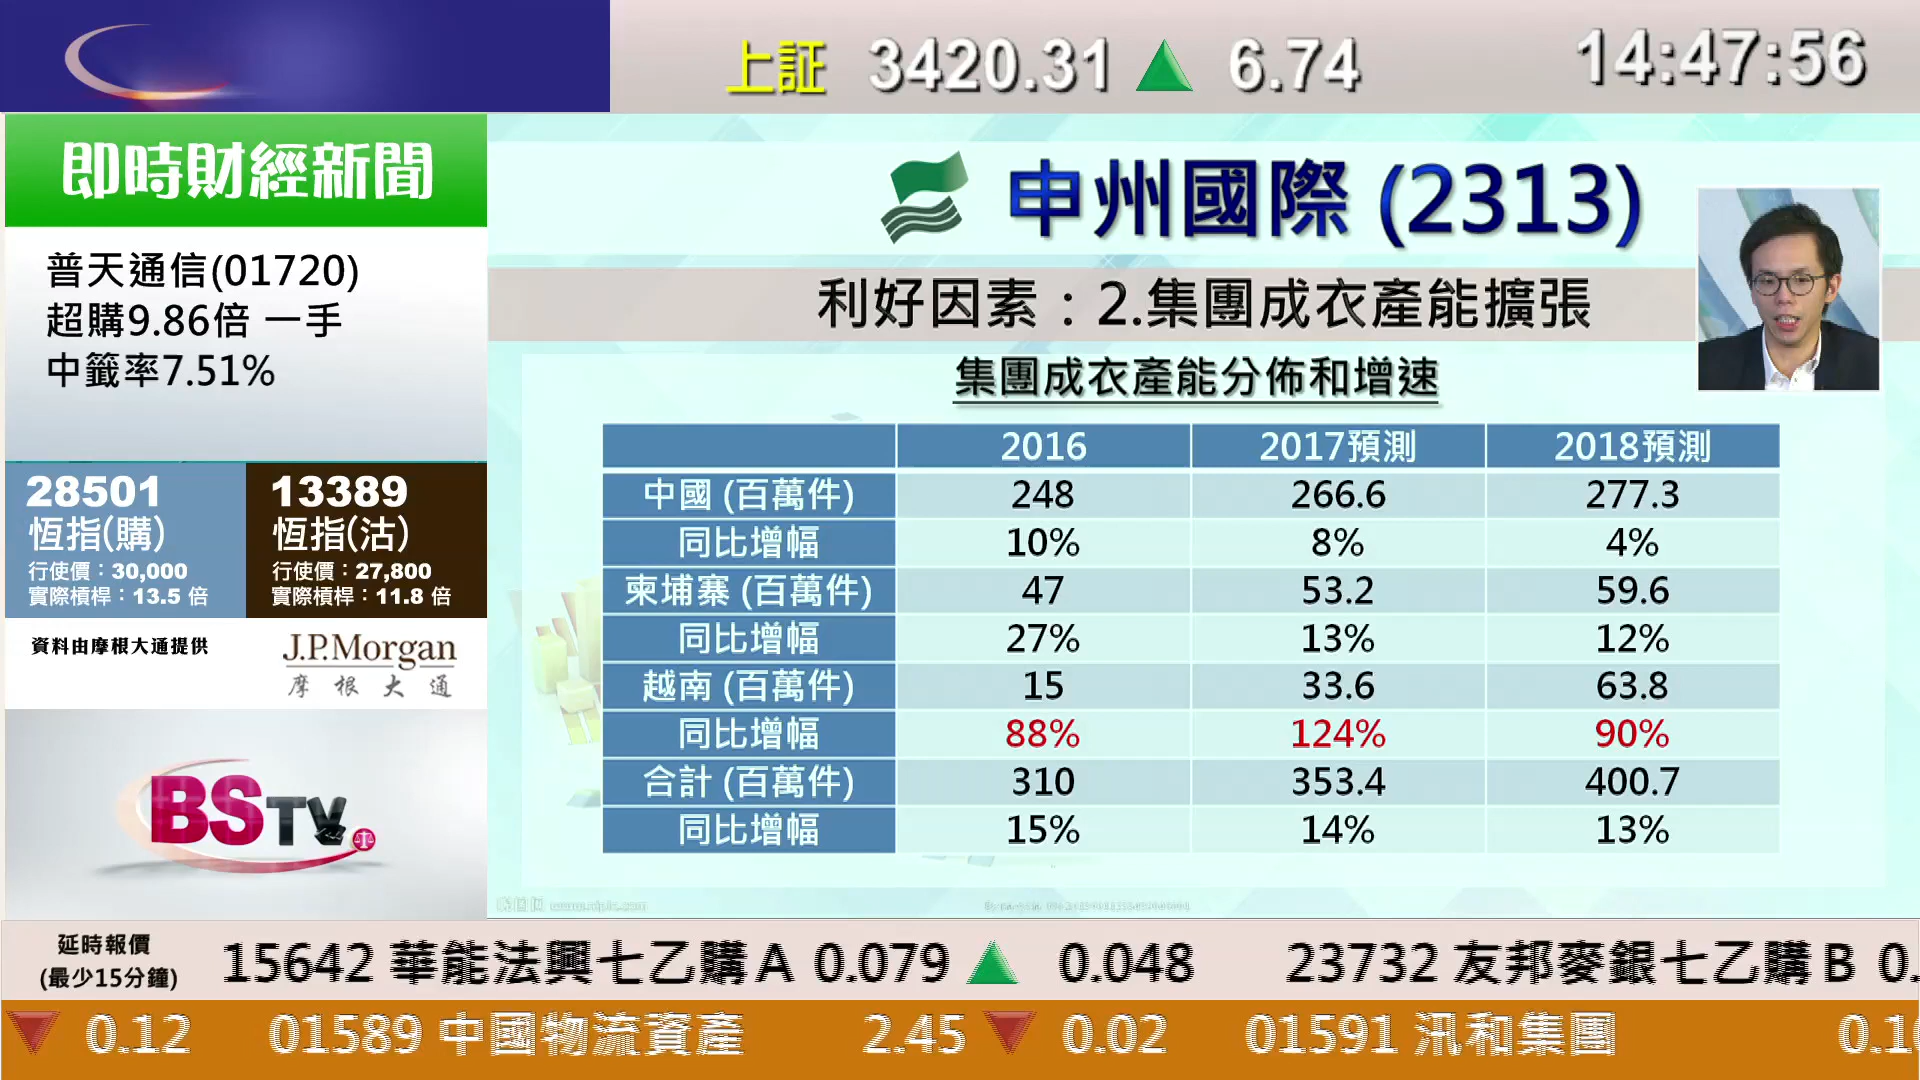 上証 3420.31 ▲ 6.74
14:47:56
即時財經新聞
普天通信(01720)
超購9.86倍 一手
中籤率7.51%
28501
恆指(購)
行使價：30,000
實際槓桿：13.5 倍
13389
恆指(沽)
行使價：27,800
實際槓桿：11.8 倍
資料由摩根大通提供
J.P.Morgan
摩根大通
BSTV
申州國際 (2313)
利好因素：2.集團成衣產能擴張
集團成衣產能分佈和增速
2016 2017預測 2018預測
中國 (百萬件) 248 266.6 277.3
同比增幅 10% 8% 4%
柬埔寨 (百萬件) 47 53.2 59.6
同比增幅 27% 13% 12%
越南 (百萬件) 15 33.6 63.8
同比增幅 88% 124% 90%
合計 (百萬件) 310 353.4 400.7
同比增幅 15% 14% 13%
延時報價
(最少15分鐘)
15642 華能法興七乙購A 0.079 ▲ 0.048 23732 友邦麥銀七乙購B 0.
▼ 0.12 01589 中國物流資產 2.45 ▼ 0.02 01591 汛和集團 0.10